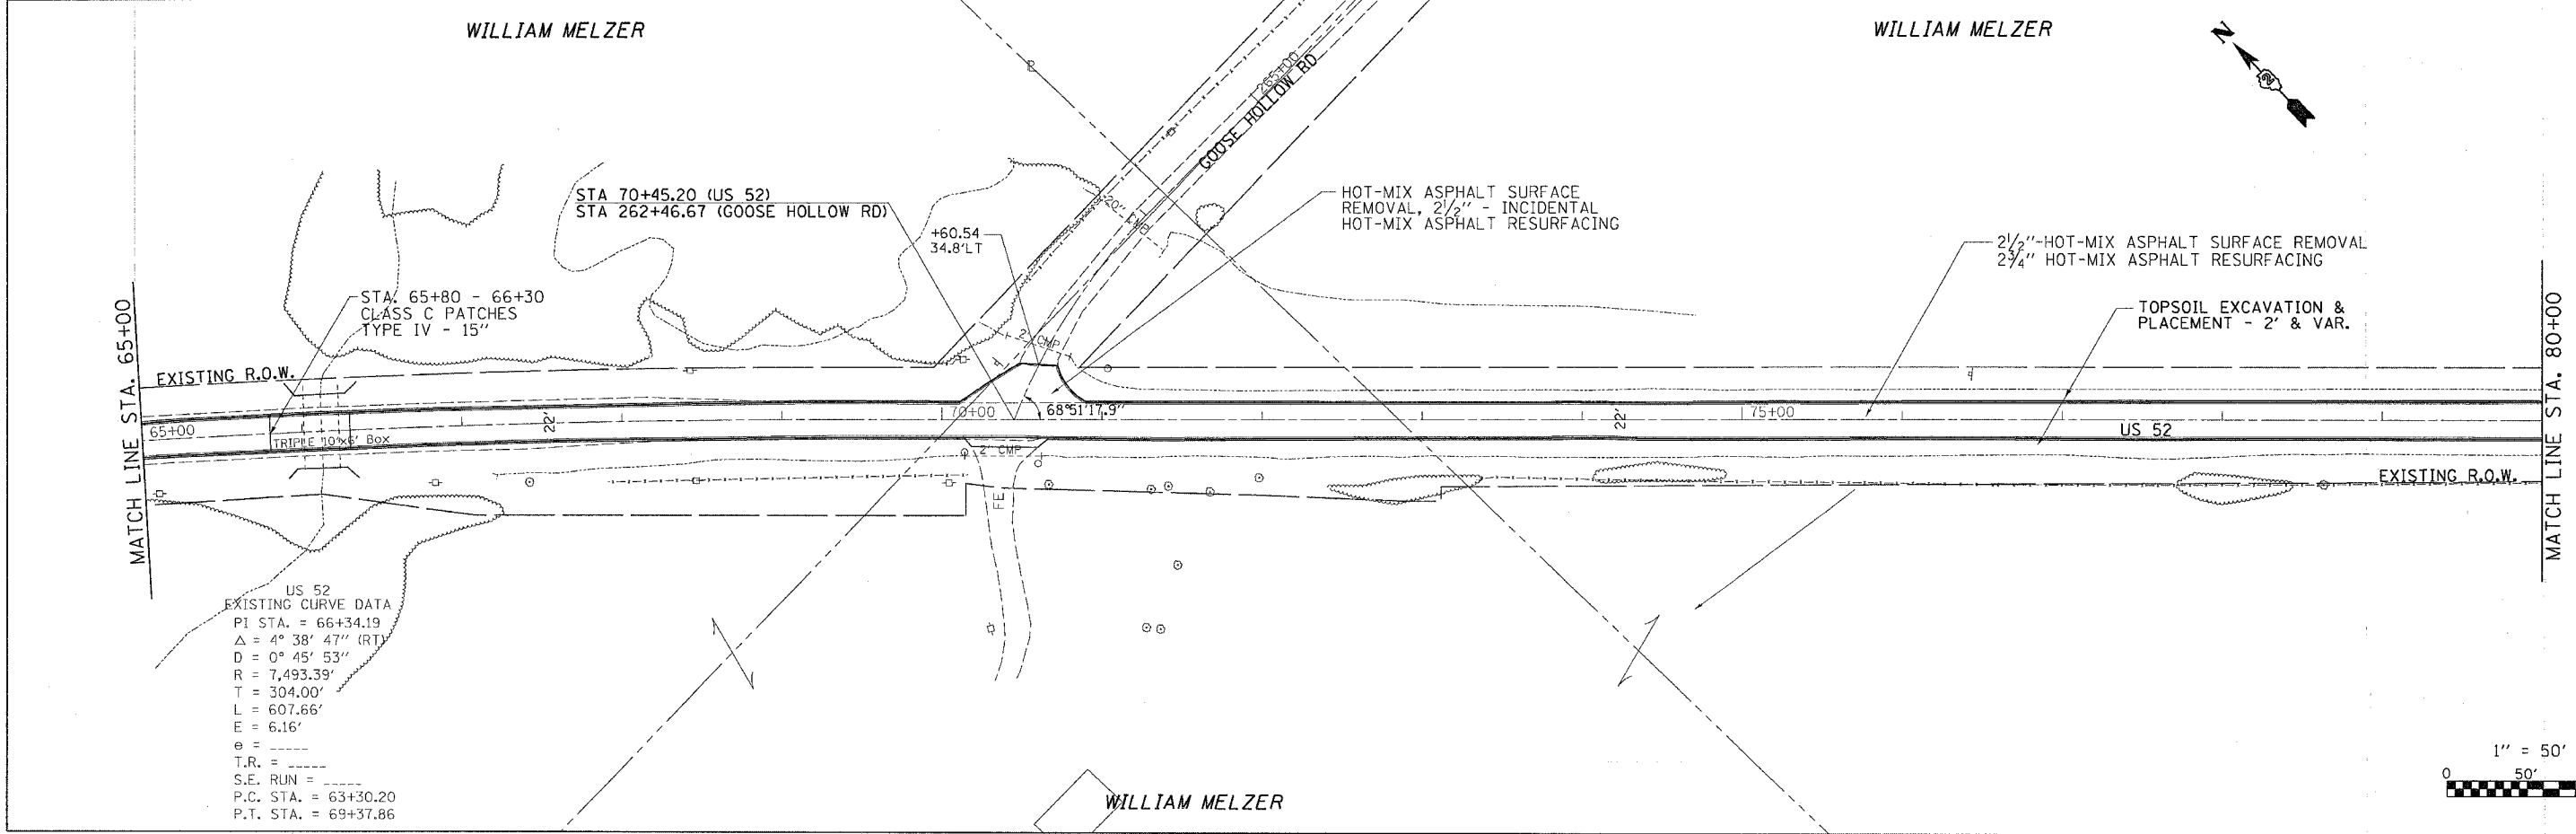 WILLIAM MELZER
WILLIAM MELZER
N
2
265+00
GOOSE HOLLOW RD
STA 70+45.20 (US 52)
STA 262+46.67 (GOOSE HOLLOW RD)
+60.54
34.8'LT
HOT-MIX ASPHALT SURFACE
REMOVAL, 2½" - INCIDENTAL
HOT-MIX ASPHALT RESURFACING
2½"-HOT-MIX ASPHALT SURFACE REMOVAL
2¾" HOT-MIX ASPHALT RESURFACING
TOPSOIL EXCAVATION &
PLACEMENT - 2' & VAR.
STA. 65+80 - 66+30
CLASS C PATCHES
TYPE IV - 15"
MATCH LINE STA. 65+00
EXISTING R.O.W.
65+00
TRIPLE 10'x6' Box
22'
70+00
68°51'17.9"
2' CMP
2' CMP
22'
75+00
US 52
EXISTING R.O.W.
MATCH LINE STA. 80+00
FE
US 52
EXISTING CURVE DATA
PI STA. = 66+34.19
Δ = 4° 38' 47" (RT)
D = 0° 45' 53"
R = 7,493.39'
T = 304.00'
L = 607.66'
E = 6.16'
e = _____
T.R. = _____
S.E. RUN = _____
P.C. STA. = 63+30.20
P.T. STA. = 69+37.86
WILLIAM MELZER
1" = 50'
0 50'